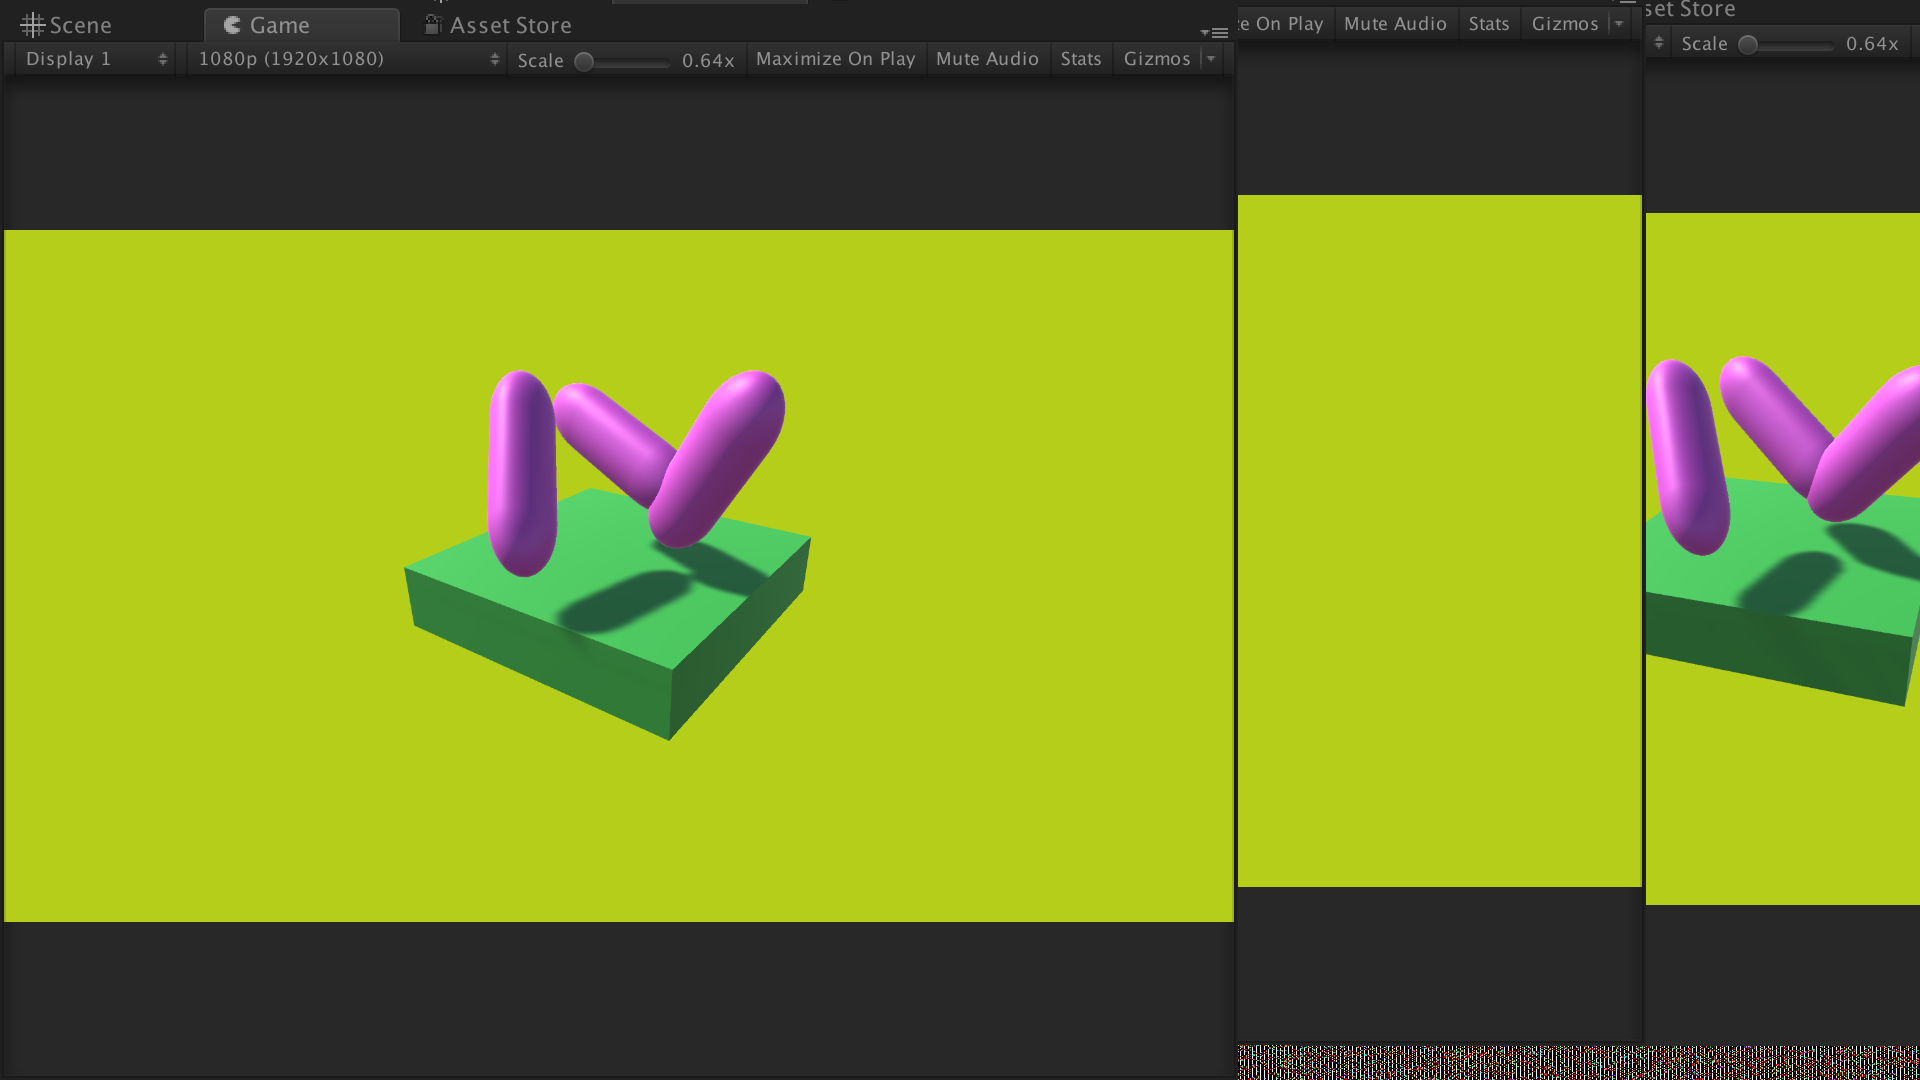 Scene Game Asset Store
Display 1 1080p (1920x1080) Scale 0.64x Maximize On Play Mute Audio Stats Gizmos
On Play Mute Audio Stats Gizmos
Store
Scale 0.64x